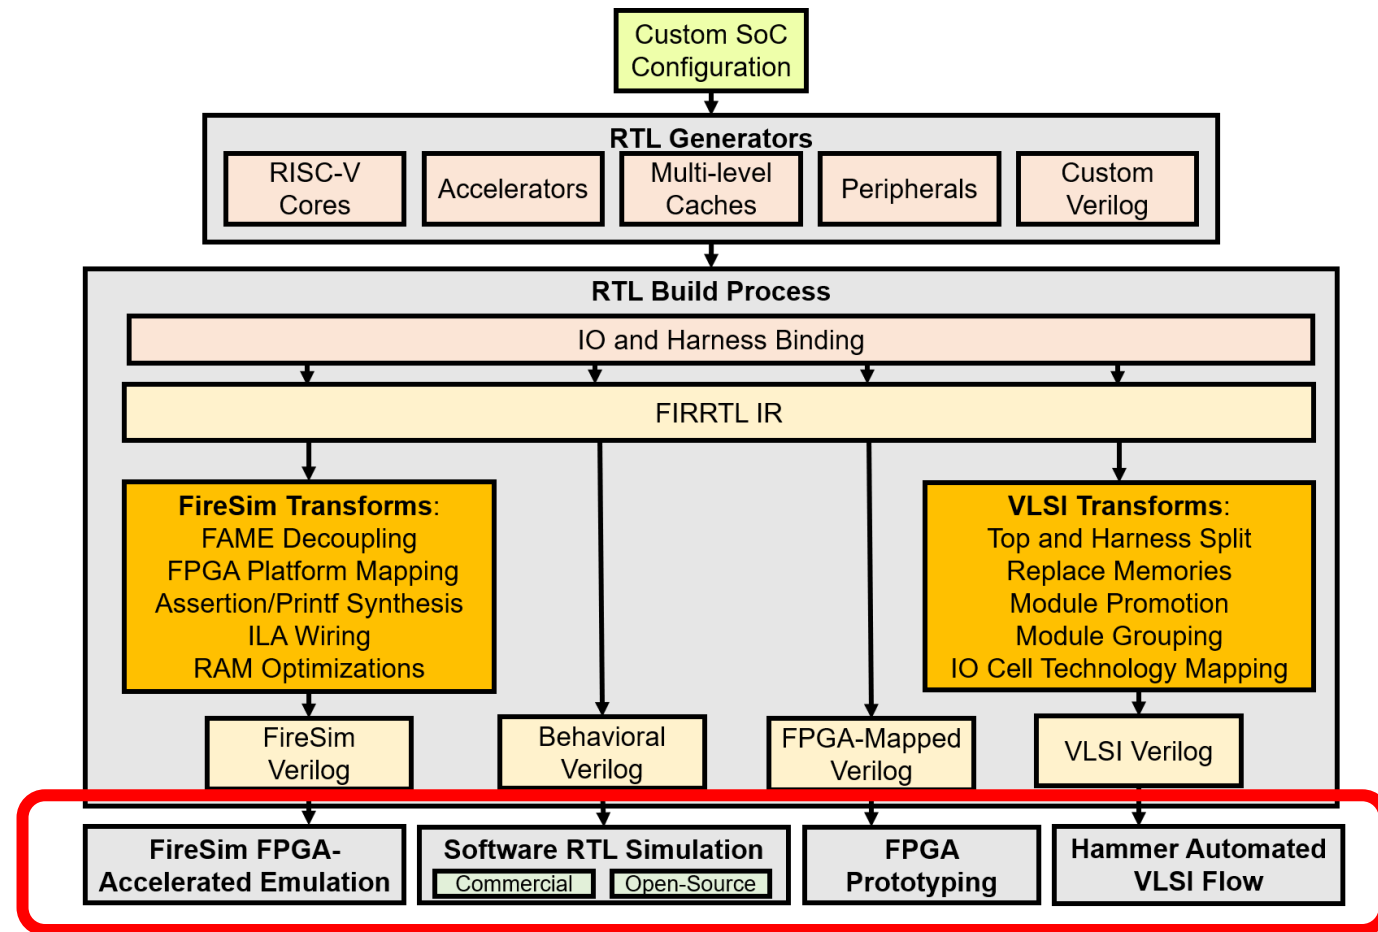 Custom SoC
Configuration
RTL Generators
RISC-V
Cores
Accelerators
Multi-level
Caches
Peripherals
Custom
Verilog
RTL Build Process
IO and Harness Binding
FIRRTL IR
FireSim Transforms:
FAME Decoupling
FPGA Platform Mapping
Assertion/Printf Synthesis
ILA Wiring
RAM Optimizations
VLSI Transforms:
Top and Harness Split
Replace Memories
Module Promotion
Module Grouping
IO Cell Technology Mapping
FireSim
Verilog
Behavioral
Verilog
FPGA-Mapped
Verilog
VLSI Verilog
FireSim FPGA-
Accelerated Emulation
Software RTL Simulation
Commercial
Open-Source
FPGA
Prototyping
Hammer Automated
VLSI Flow